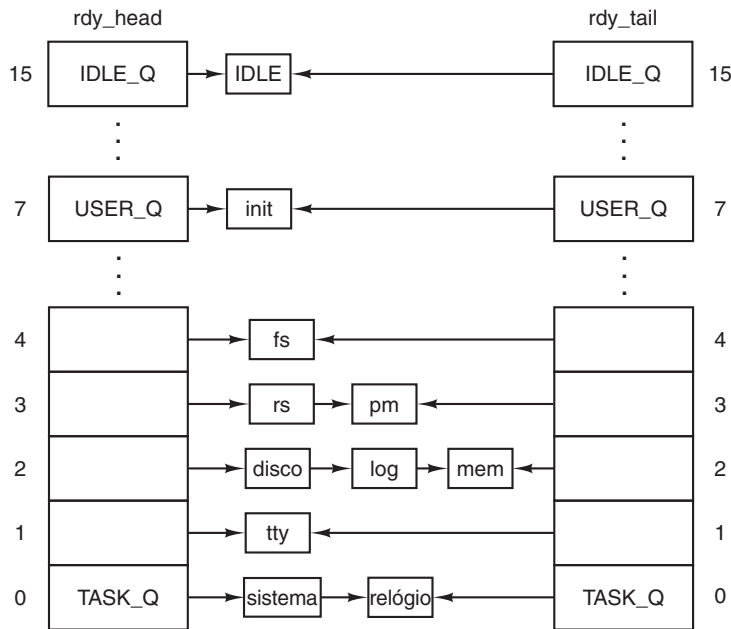 rdy_head rdy_tail
15 IDLE_Q IDLE IDLE_Q 15
7 USER_Q init USER_Q 7
4 fs 4
3 rs pm 3
2 disco log mem 2
1 tty 1
0 TASK_Q sistema relógio TASK_Q 0